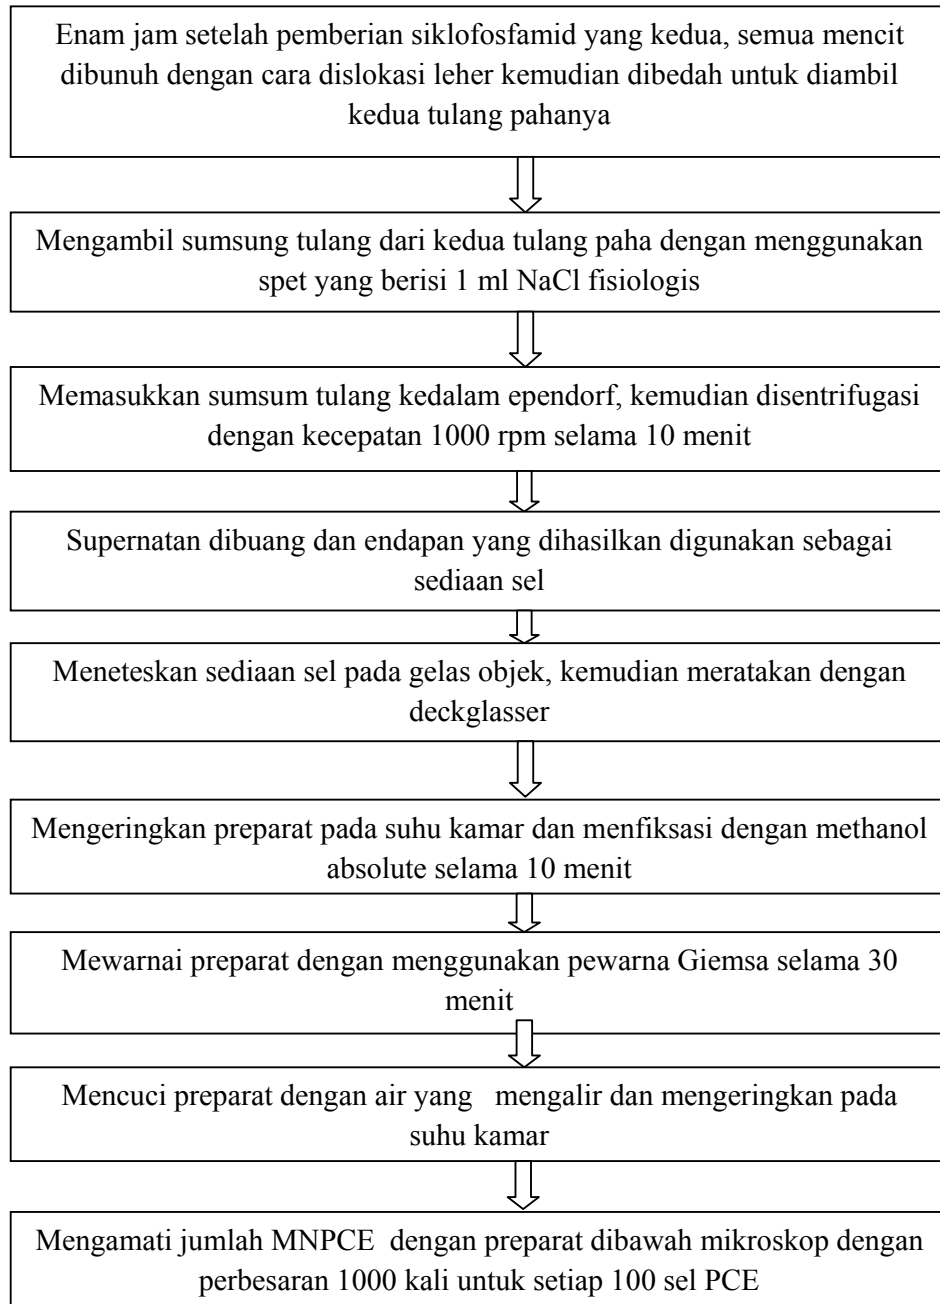 Enam jam setelah pemberian siklofosfamid yang kedua, semua mencit
dibunuh dengan cara dislokasi leher kemudian dibedah untuk diambil
kedua tulang pahanya
Mengambil sumsung tulang dari kedua tulang paha dengan menggunakan
spet yang berisi 1 ml NaCl fisiologis
Memasukkan sumsum tulang kedalam ependorf, kemudian disentrifugasi
dengan kecepatan 1000 rpm selama 10 menit
Supernatan dibuang dan endapan yang dihasilkan digunakan sebagai
sediaan sel
Meneteskan sediaan sel pada gelas objek, kemudian meratakan dengan
deckglasser
Mengeringkan preparat pada suhu kamar dan menfiksasi dengan methanol
absolute selama 10 menit
Mewarnai preparat dengan menggunakan pewarna Giemsa selama 30
menit
Mencuci preparat dengan air yang mengalir dan mengeringkan pada
suhu kamar
Mengamati jumlah MNPCE dengan preparat dibawah mikroskop dengan
perbesaran 1000 kali untuk setiap 100 sel PCE